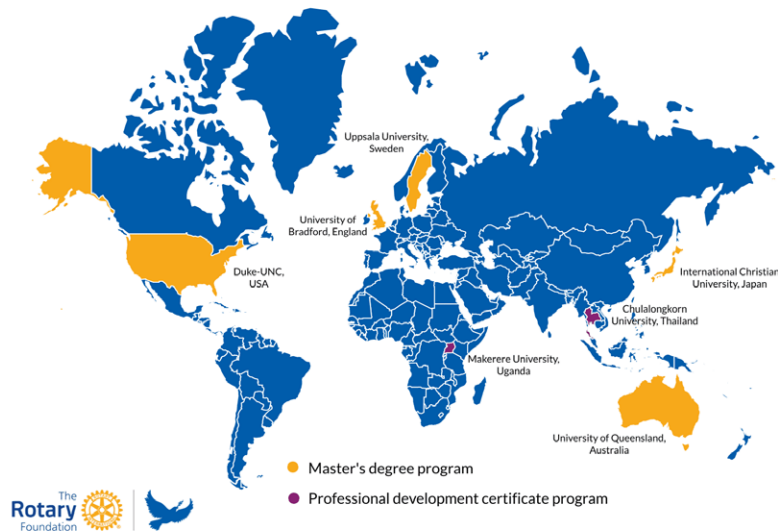 Uppsala University,
Sweden
University of
Bradford, England
Duke-UNC,
USA
International Christian
University, Japan
Chulalongkorn
University, Thailand
Makerere University,
Uganda
University of Queensland,
Australia
Master's degree program
Professional development certificate program
The
Rotary
Foundation